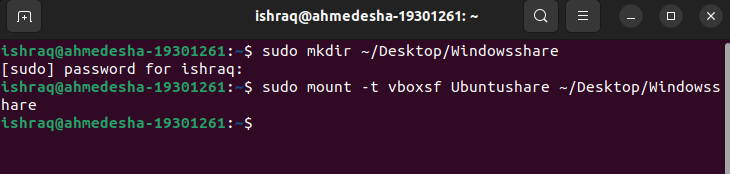 ishraq@ahmedesha-19301261: ~
ishraq@ahmedesha-19301261:~$ sudo mkdir ~/Desktop/Windowsshare
[sudo] password for ishraq:
ishraq@ahmedesha-19301261:~$ sudo mount -t vboxsf Ubuntushare ~/Desktop/Windowss
hare
ishraq@ahmedesha-19301261:~$